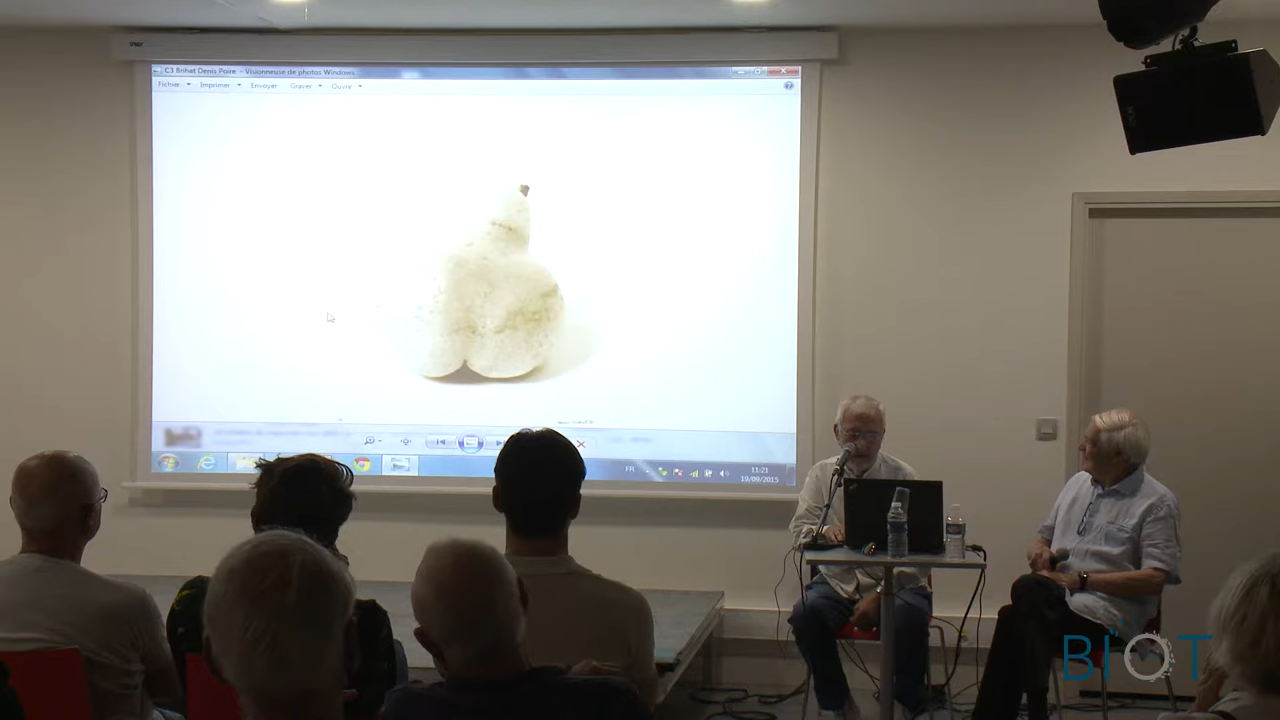 C3 Brihat Denis Poire - Visionneuse de photos Windows
Fichier Imprimer Envoyer Graver Ouvrir
FR 11:21
19/09/2015
BIOT